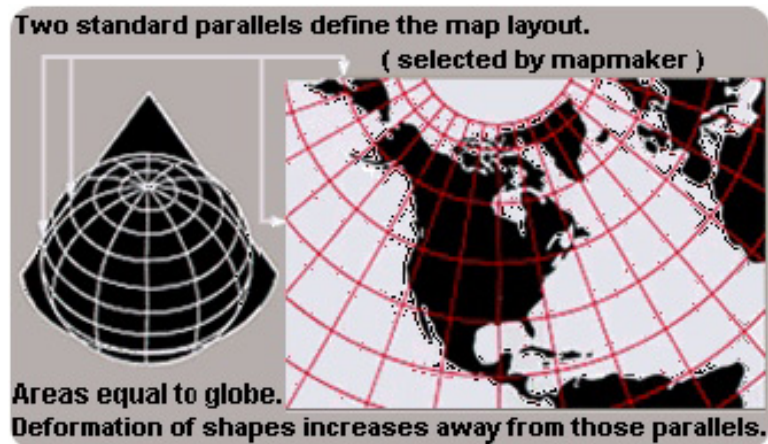 Two standard parallels define the map layout.
( selected by mapmaker )
Areas equal to globe.
Deformation of shapes increases away from those parallels.